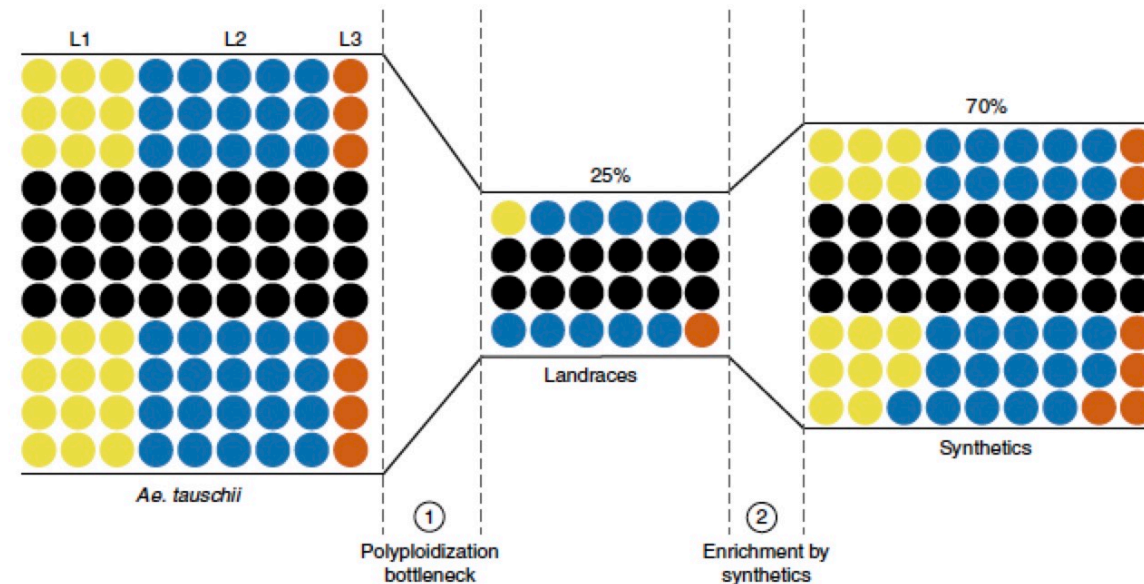 L1 L2 L3
70%
25%
Landraces
Synthetics
Ae. tauschii
1 2
Polyploidization Enrichment by
bottleneck synthetics